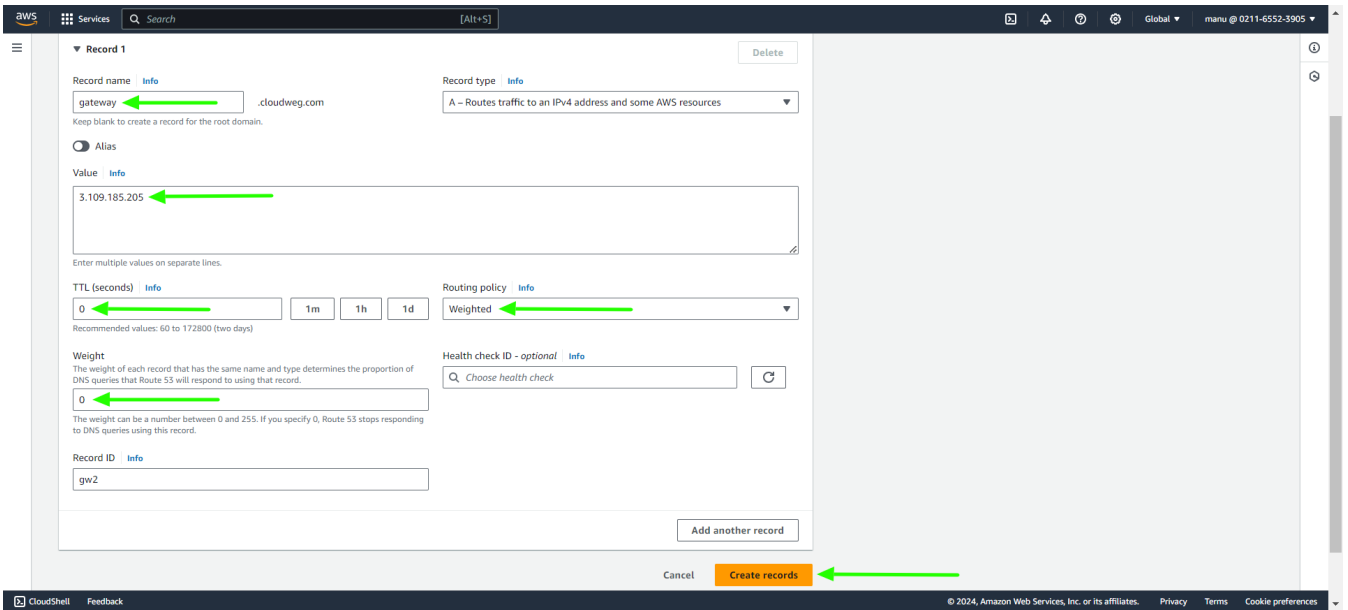 aws
Services
Search
[Alt+S]
Global
manu @ 0211-6552-3905
Record 1
Delete
Record name
Info
Record type
Info
gateway
.cloudweg.com
A – Routes traffic to an IPv4 address and some AWS resources
Keep blank to create a record for the root domain.
Alias
Value
Info
3.109.185.205
Enter multiple values on separate lines.
TTL (seconds)
Info
Routing policy
Info
0
1m
1h
1d
Weighted
Recommended values: 60 to 172800 (two days)
Weight
Health check ID - optional
Info
The weight of each record that has the same name and type determines the proportion of
DNS queries that Route 53 will respond to using that record.
Choose health check
0
The weight can be a number between 0 and 255. If you specify 0, Route 53 stops responding
to DNS queries using this record.
Record ID
Info
gw2
Add another record
Cancel
Create records
CloudShell
Feedback
© 2024, Amazon Web Services, Inc. or its affiliates.
Privacy
Terms
Cookie preferences